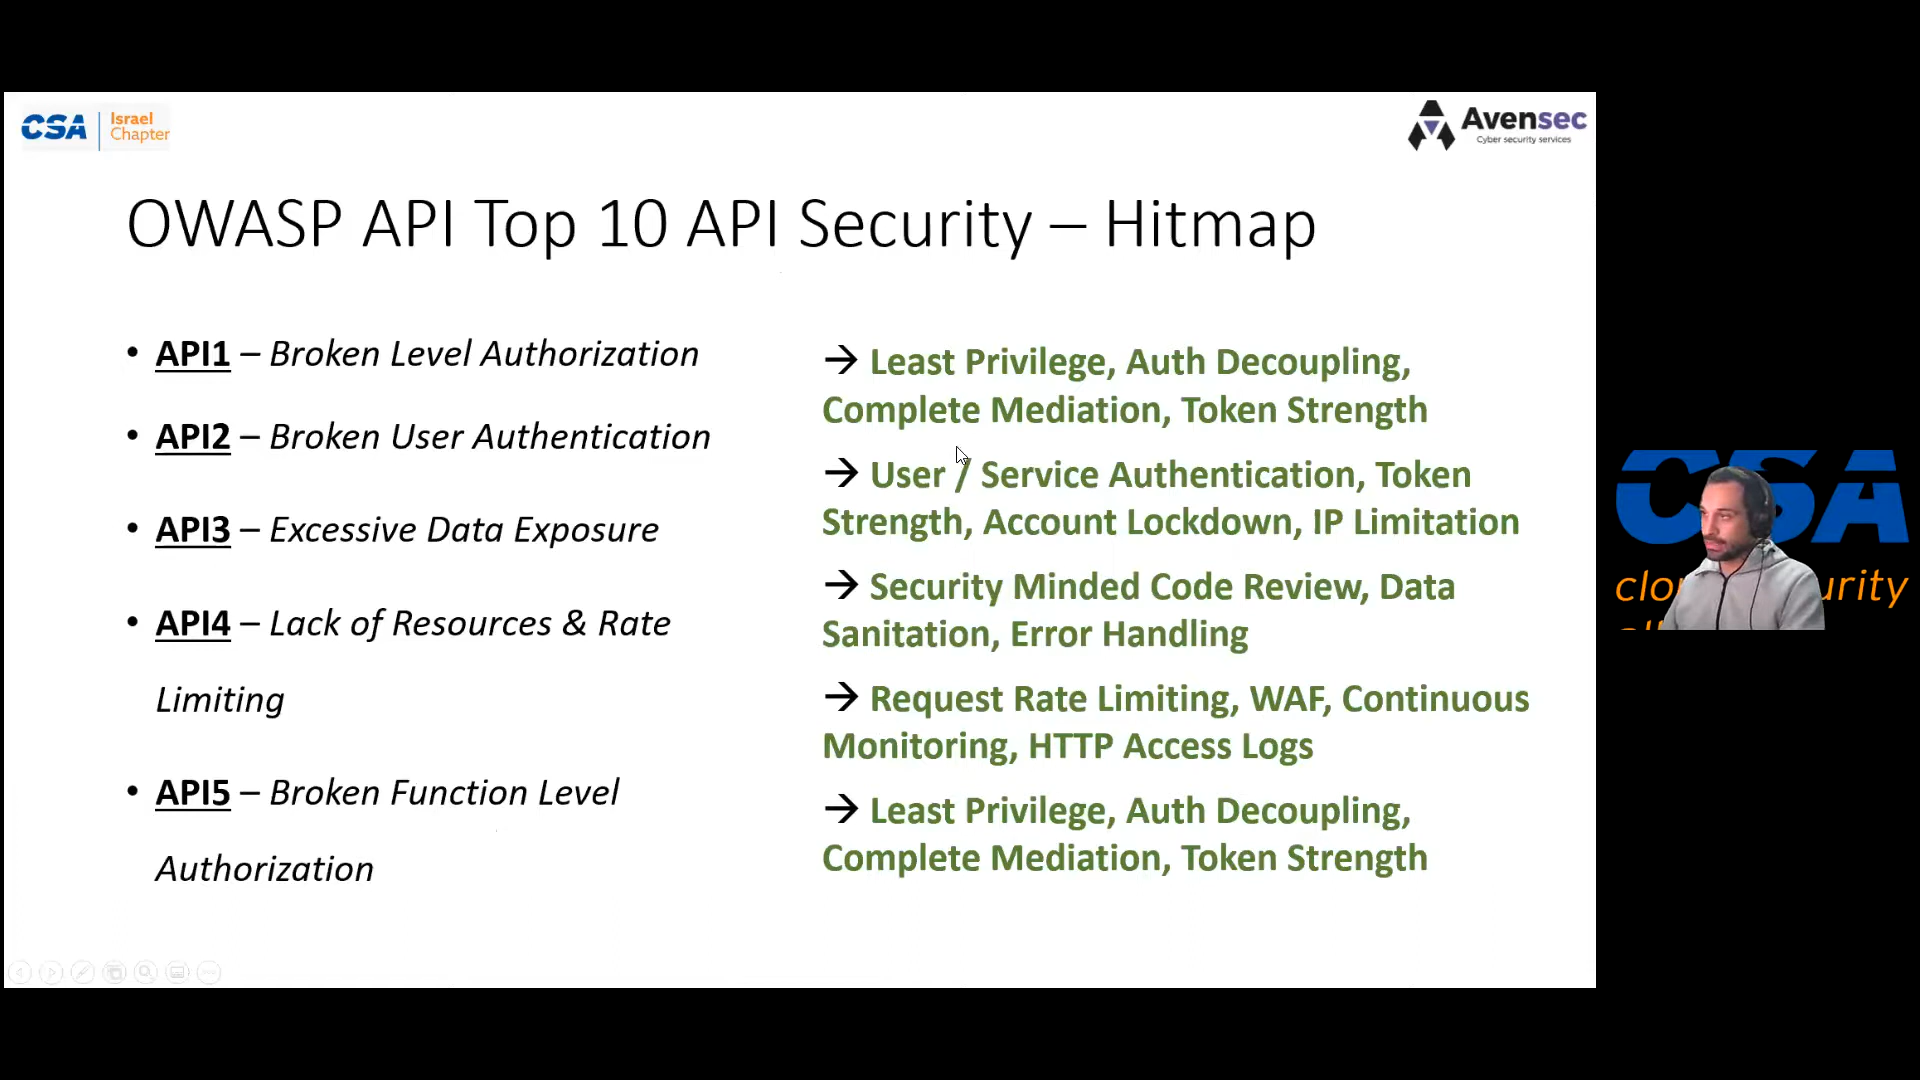 CSA
Israel
Chapter
Avensec
Cyber security services
OWASP API Top 10 API Security – Hitmap
• API1 – Broken Level Authorization
• API2 – Broken User Authentication
• API3 – Excessive Data Exposure
• API4 – Lack of Resources & Rate
Limiting
• API5 – Broken Function Level
Authorization
→ Least Privilege, Auth Decoupling,
Complete Mediation, Token Strength
→ User / Service Authentication, Token
Strength, Account Lockdown, IP Limitation
→ Security Minded Code Review, Data
Sanitation, Error Handling
→ Request Rate Limiting, WAF, Continuous
Monitoring, HTTP Access Logs
→ Least Privilege, Auth Decoupling,
Complete Mediation, Token Strength
CSA